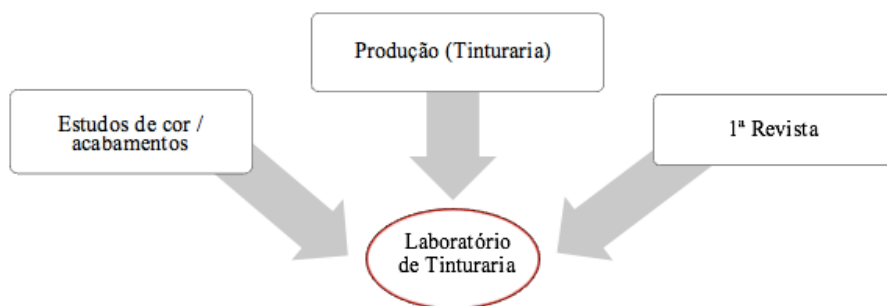 Produção (Tinturaria)
Estudos de cor /
acabamentos
1ª Revista
Laboratório
de Tinturaria